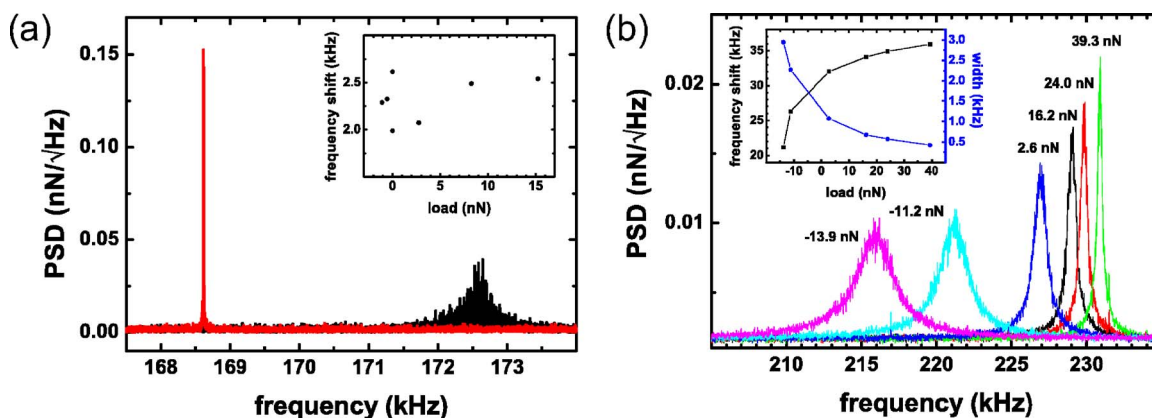 (a)
0.15
0.10
0.05
0.00
PSD (nN/√Hz)
168 169 170 171 172 173
frequency (kHz)
frequency shift (kHz)
2.5
2.0
0 5 10 15
load (nN)
(b)
0.02
0.01
PSD (nN/√Hz)
210 215 220 225 230
frequency (kHz)
frequency shift (kHz)
35
30
25
20
-10 0 10 20 30 40
load (nN)
3.0
2.5
2.0
1.5
1.0
0.5
width (kHz)
39.3 nN
24.0 nN
16.2 nN
2.6 nN
-11.2 nN
-13.9 nN